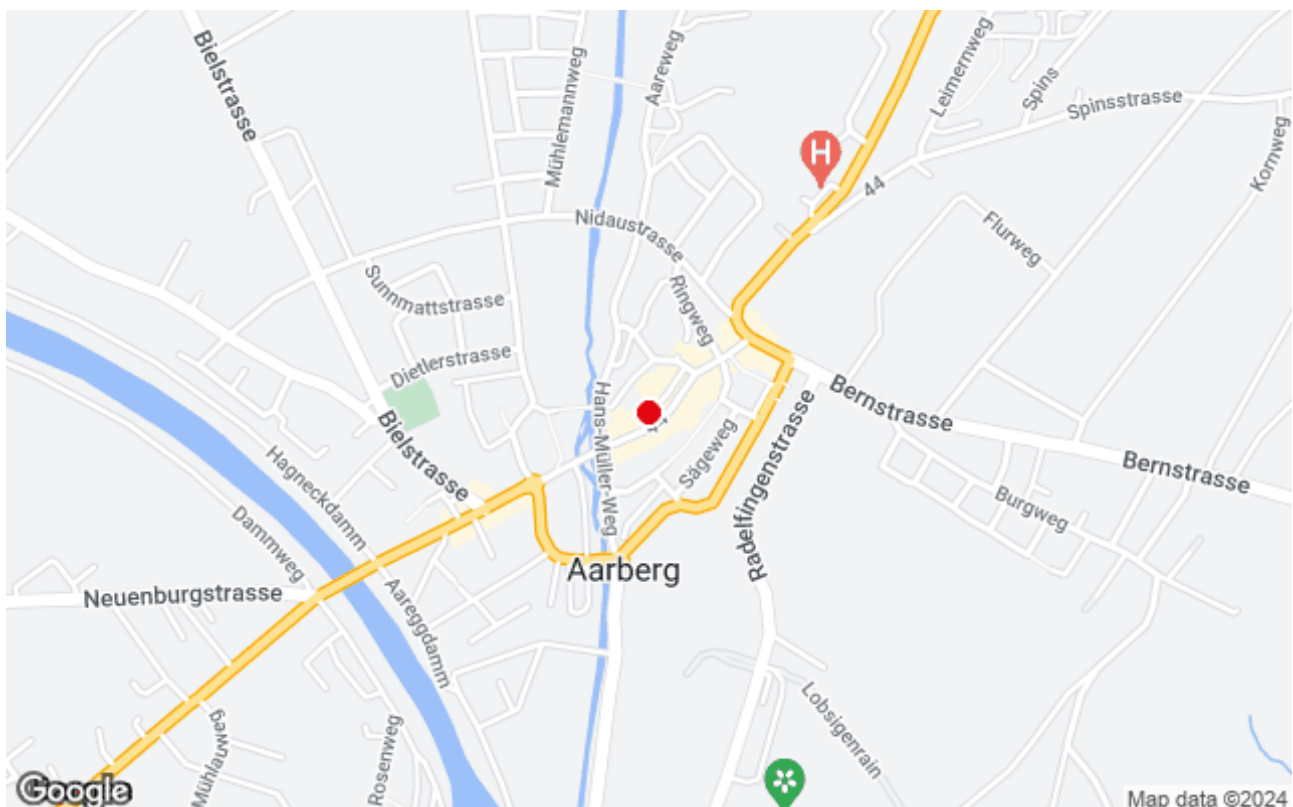 Bielstrasse
Mühlemannweg
Aareweg
Leimernweg
Spins
Spinsstrasse
Kornweg
H
44
Nidaustrasse
Flurweg
Sunnmattstrasse
Ringweg
Dietlerstrasse
Hans-Müller-Weg
Bernstrasse
Bielstrasse
Sägeweg
Radelfingenstrasse
Bernstrasse
Hagneckdamm
Burgweg
Dammweg
Aarberg
Neuenburgstrasse
Aareggdamm
Lobsigenrain
Mühlauweg
Rosenweg
Google
Map data ©2024